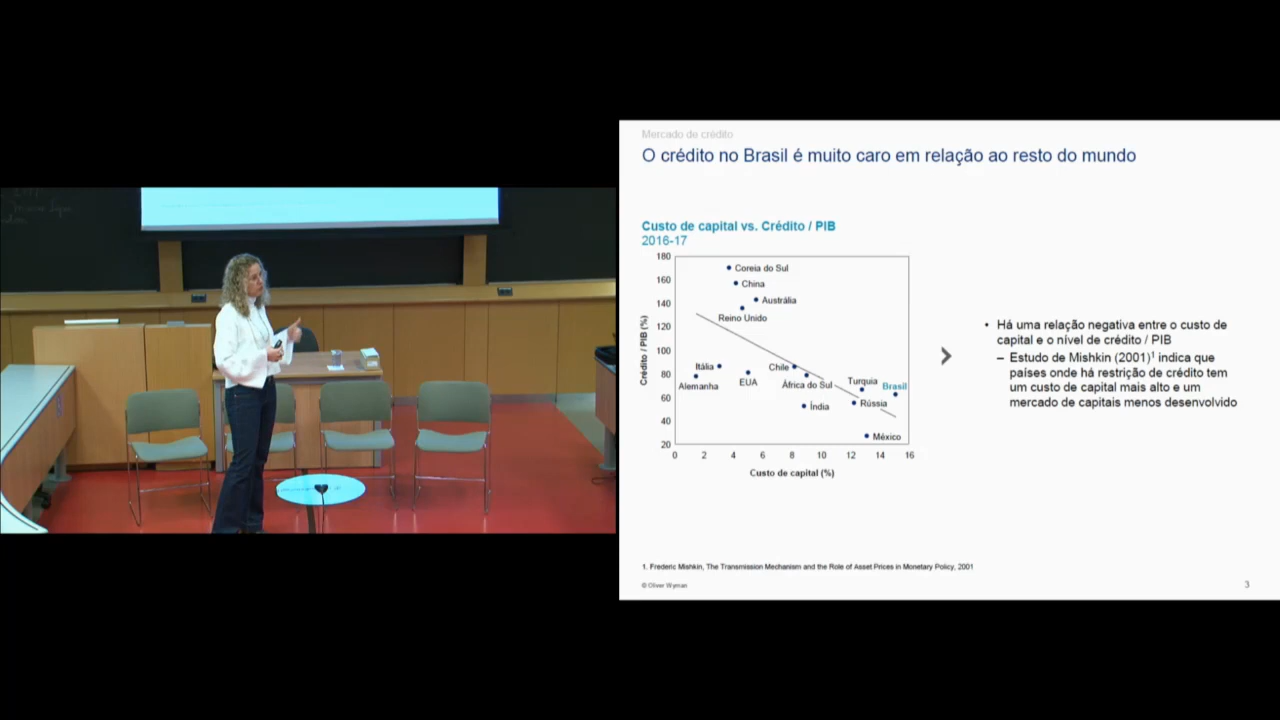 Mercado de crédito
O crédito no Brasil é muito caro em relação ao resto do mundo
Custo de capital vs. Crédito / PIB
2016-17
180
160
140
120
100
80
60
40
20
Crédito / PIB (%)
Coreia do Sul
China
Austrália
Reino Unido
Itália
Alemanha
EUA
Chile
África do Sul
Índia
Turquia
Brasil
Rússia
México
0 2 4 6 8 10 12 14 16
Custo de capital (%)
• Há uma relação negativa entre o custo de
capital e o nível de crédito / PIB
– Estudo de Mishkin (2001)¹ indica que
países onde há restrição de crédito tem
um custo de capital mais alto e um
mercado de capitais menos desenvolvido
1. Frederic Mishkin, The Transmission Mechanism and the Role of Asset Prices in Monetary Policy, 2001
© Oliver Wyman
3